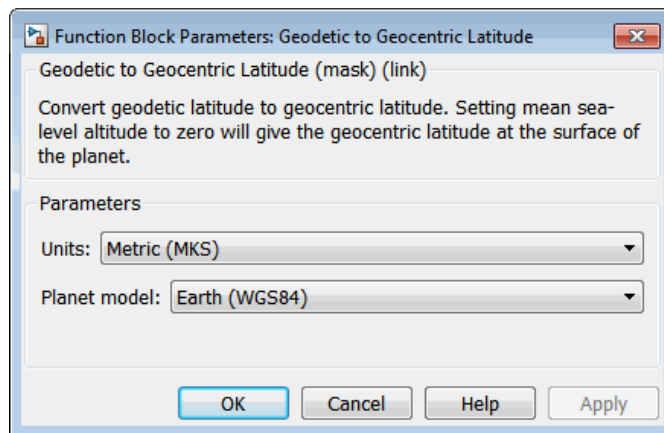 Function Block Parameters: Geodetic to Geocentric Latitude
Geodetic to Geocentric Latitude (mask) (link)
Convert geodetic latitude to geocentric latitude. Setting mean sea-
level altitude to zero will give the geocentric latitude at the surface of
the planet.
Parameters
Units: Metric (MKS)
Planet model: Earth (WGS84)
OK Cancel Help Apply